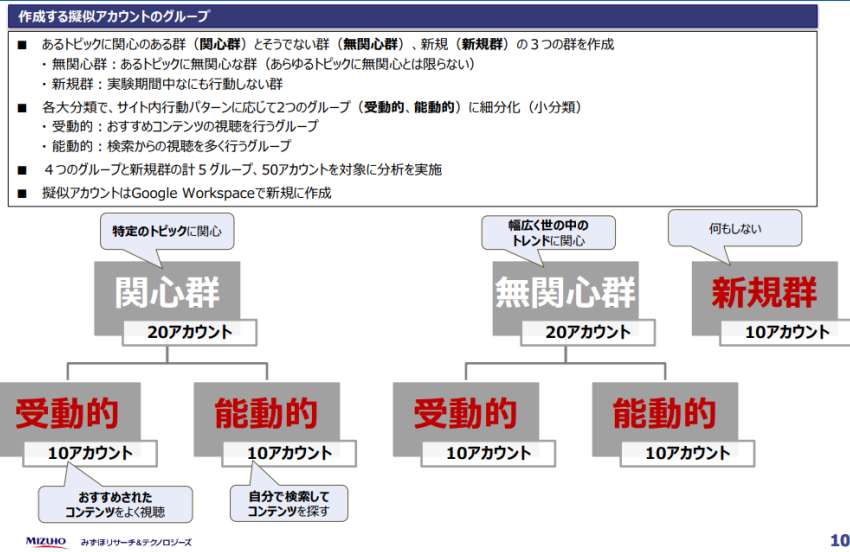 作成する擬似アカウントのグループ
■ あるトピックに関心のある群（関心群）とそうでない群（無関心群）、新規（新規群）の３つの群を作成
・無関心群：あるトピックに無関心な群（あらゆるトピックに無関心とは限らない）
・新規群：実験期間中なにも行動しない群
■ 各大分類で、サイト内行動パターンに応じて2つのグループ（受動的、能動的）に細分化（小分類）
・受動的：おすすめコンテンツの視聴を行うグループ
・能動的：検索からの視聴を多く行うグループ
■ ４つのグループと新規群の計５グループ、50アカウントを対象に分析を実施
■ 擬似アカウントはGoogle Workspaceで新規に作成
特定のトピックに関心
関心群
20アカウント
受動的
10アカウント
おすすめされた
コンテンツをよく視聴
能動的
10アカウント
自分で検索して
コンテンツを探す
幅広く世の中の
トレンドに関心
無関心群
20アカウント
受動的
10アカウント
能動的
10アカウント
何もしない
新規群
10アカウント
MIZUHO みずほリサーチ&テクノロジーズ
10